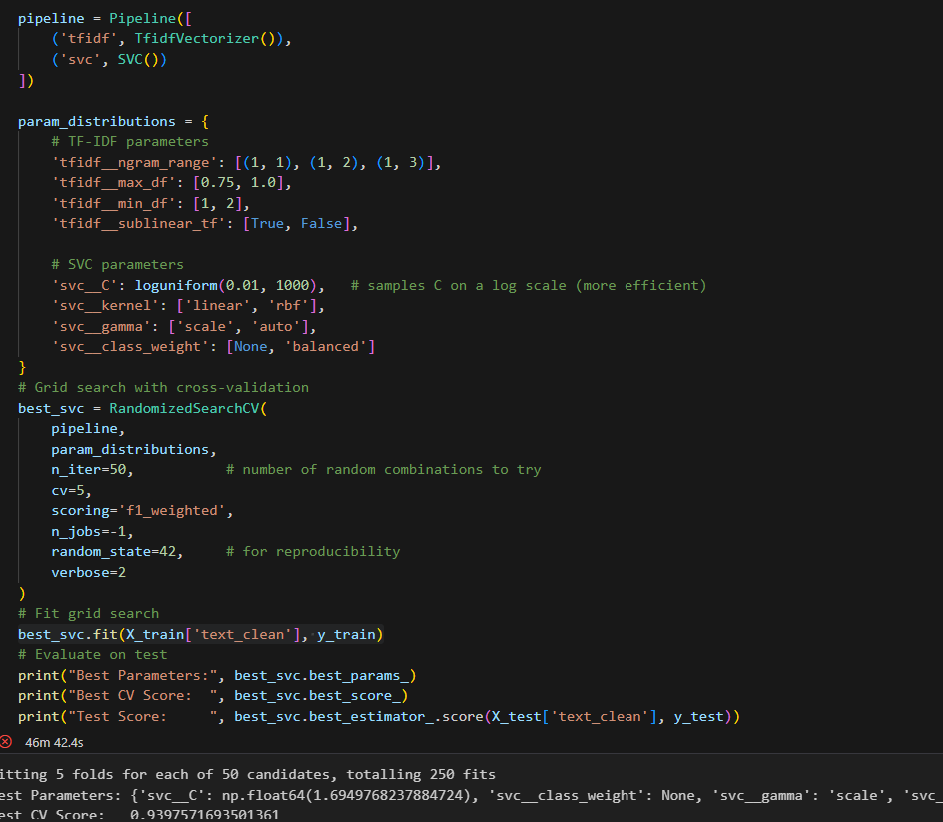 pipeline = Pipeline([
    ('tfidf', TfidfVectorizer()),
    ('svc', SVC())
])

param_distributions = {
    # TF-IDF parameters
    'tfidf__ngram_range': [(1, 1), (1, 2), (1, 3)],
    'tfidf__max_df': [0.75, 1.0],
    'tfidf__min_df': [1, 2],
    'tfidf__sublinear_tf': [True, False],

    # SVC parameters
    'svc__C': loguniform(0.01, 1000),   # samples C on a log scale (more efficient)
    'svc__kernel': ['linear', 'rbf'],
    'svc__gamma': ['scale', 'auto'],
    'svc__class_weight': [None, 'balanced']
}
# Grid search with cross-validation
best_svc = RandomizedSearchCV(
    pipeline,
    param_distributions,
    n_iter=50,           # number of random combinations to try
    cv=5,
    scoring='f1_weighted',
    n_jobs=-1,
    random_state=42,     # for reproducibility
    verbose=2
)
# Fit grid search
best_svc.fit(X_train['text_clean'], y_train)
# Evaluate on test
print("Best Parameters:", best_svc.best_params_)
print("Best CV Score:  ", best_svc.best_score_)
print("Test Score:     ", best_svc.best_estimator_.score(X_test['text_clean'], y_test))
46m 42.4s
itting 5 folds for each of 50 candidates, totalling 250 fits
est Parameters: {'svc__C': np.float64(1.6949768237884724), 'svc__class_weight': None, 'svc__gamma': 'scale', 'svc_
est CV Score:   0.9397571693501361